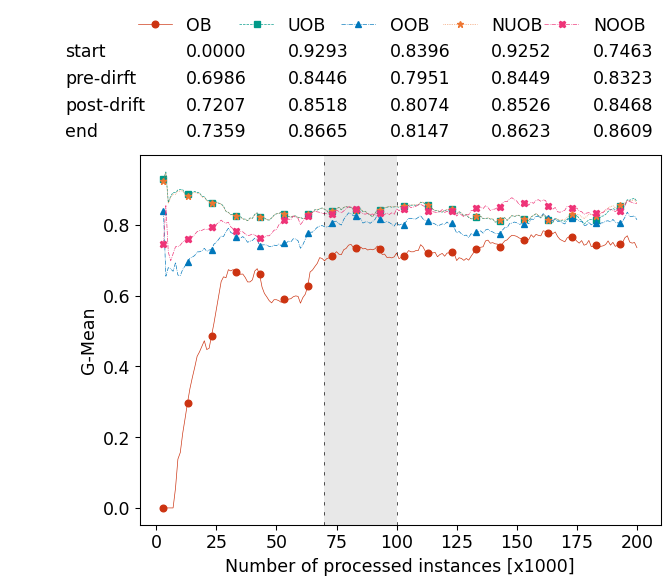 OB UOB OOB NUOB NOOB
start 0.0000 0.9293 0.8396 0.9252 0.7463
pre-dirft 0.6986 0.8446 0.7951 0.8449 0.8323
post-drift 0.7207 0.8518 0.8074 0.8526 0.8468
end 0.7359 0.8665 0.8147 0.8623 0.8609
0.8
0.6
0.4
0.2
0.0
G-Mean
0 25 50 75 100 125 150 175 200
Number of processed instances [x1000]